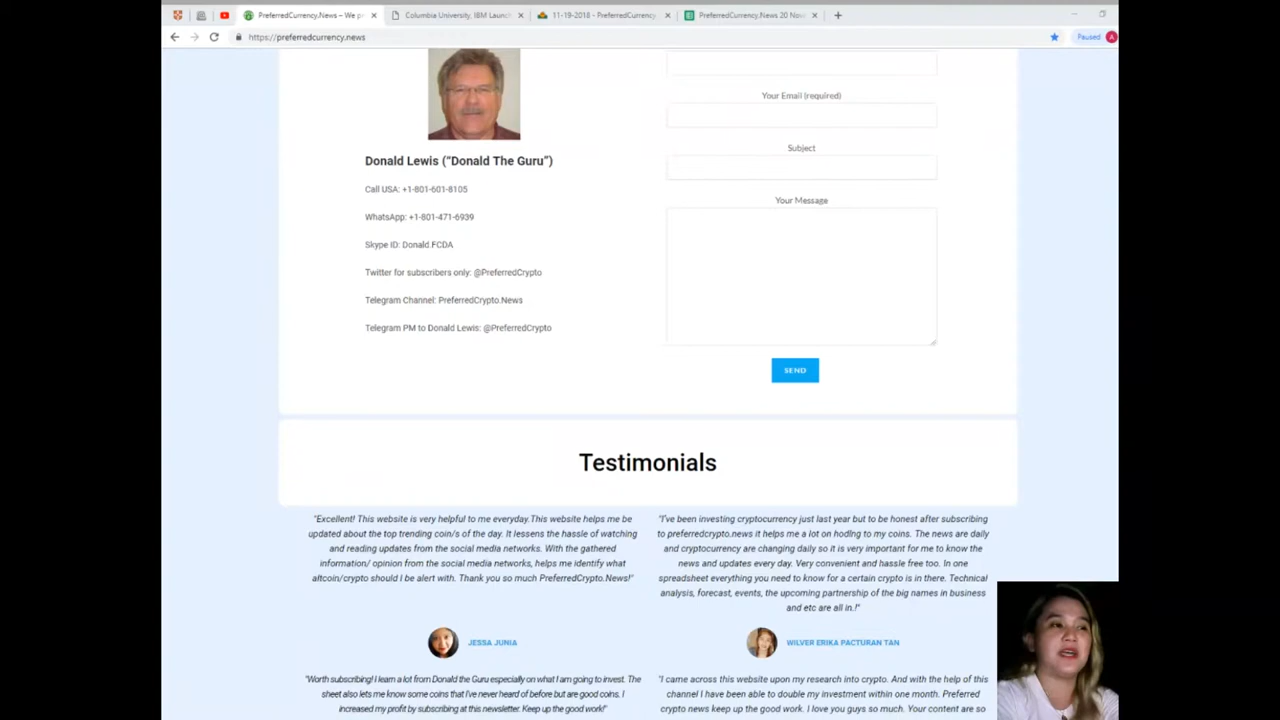 PreferredCurrency.News – We pr
Columbia University, IBM Launch
11-19-2018 - PreferredCurrency
PreferredCurrency.News 20 Nov
https://preferredcurrency.news
Paused
A
Your Email (required)
Subject
Your Message
SEND
Donald Lewis (“Donald The Guru”)
Call USA: +1-801-601-8105
WhatsApp: +1-801-471-6939
Skype ID: Donald.FCDA
Twitter for subscribers only: @PreferredCrypto
Telegram Channel: PreferredCrypto.News
Telegram PM to Donald Lewis: @PreferredCrypto
Testimonials
"Excellent! This website is very helpful to me everyday.This website helps me be
updated about the top trending coin/s of the day. It lessens the hassle of watching
and reading updates from the social media networks. With the gathered
information/ opinion from the social media networks, helps me identify what
altcoin/crypto should I be alert with. Thank you so much PreferredCrypto.News!"
JESSA JUNIA
"I've been investing cryptocurrency just last year but to be honest after subscribing
to preferredcrypto.news it helps me a lot on hodlng to my coins. The news are daily
and cryptocurrency are changing daily so it is very important for me to know the
news and updates every day. Very convenient and hassle free too. In one
spreadsheet everything you need to know for a certain crypto is in there. Technical
analysis, forecast, events, the upcoming partnership of the big names in business
and etc are all in.!"
WILVER ERIKA PACTURAN TAN
"Worth subscribing! I learn a lot from Donald the Guru especially on what I am going to invest. The
sheet also lets me know some coins that I've never heard of before but are good coins. I
increased my profit by subscribing at this newsletter. Keep up the good work!"
"I came across this website upon my research into crypto. And with the help of this
channel I have been able to double my investment within one month. Preferred
crypto news keep up the good work. I love you guys so much. Your content are so